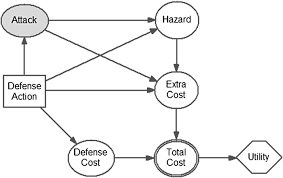 Attack
Hazard
Defense
Action
Extra
Cost
Defense
Cost
Total
Cost
Utility